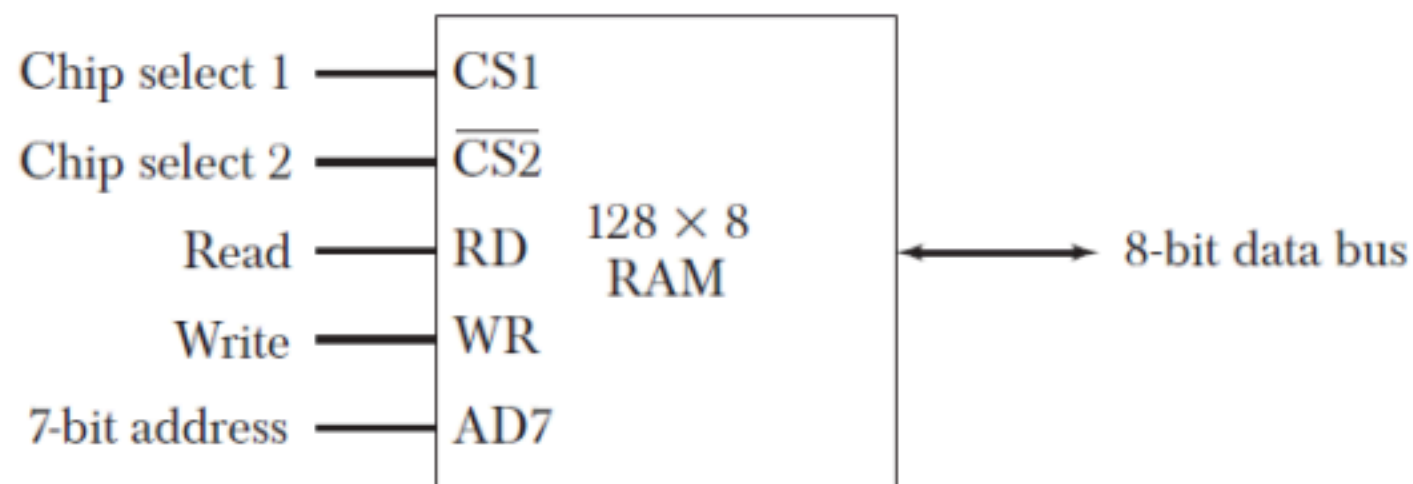 Chip select 1 CS1
Chip select 2 C̅S̅2̅
Read RD 128 × 8 8-bit data bus
RAM
Write WR
7-bit address AD7